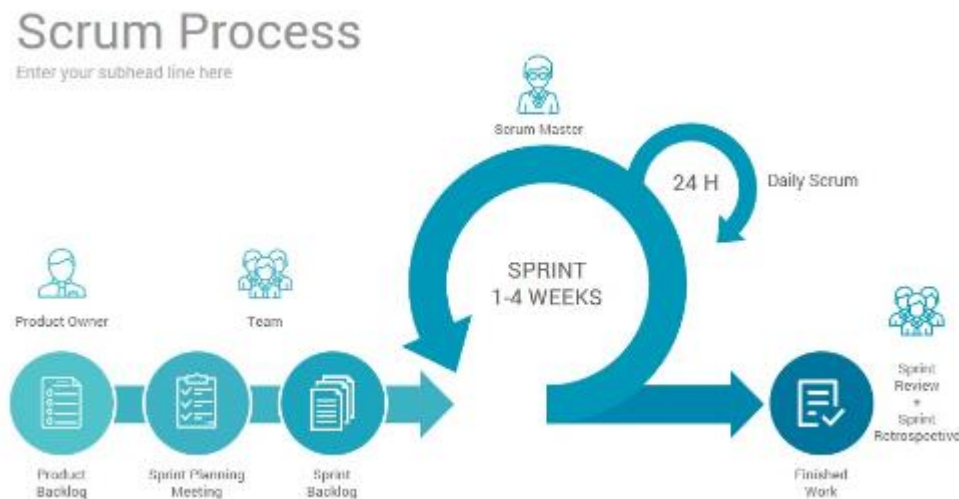 Scrum Process
Enter your subhead line here
Scrum Master
24 H
Daily Scrum
SPRINT
1-4 WEEKS
Product Owner
Team
Sprint
Review
+
Sprint
Retrospective
Product
Backlog
Sprint Planning
Meeting
Sprint
Backlog
Finished
Work